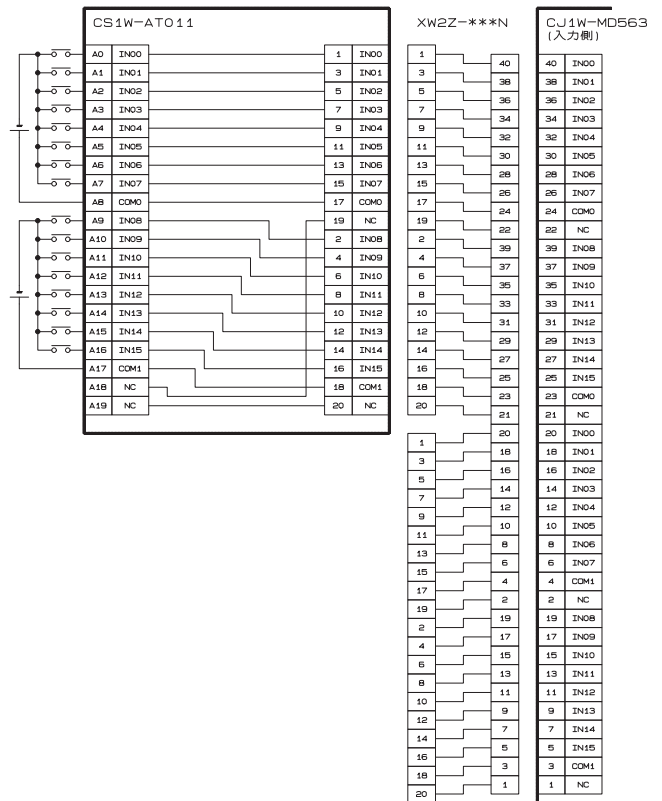 CS1W-AT011
XW2Z-***N
CJ1W-MD563
(入力側)
A0 IN00 1 IN00
A1 IN01 3 IN01
A2 IN02 5 IN02
A3 IN03 7 IN03
A4 IN04 9 IN04
A5 IN05 11 IN05
A6 IN06 13 IN06
A7 IN07 15 IN07
A8 COM0 17 COM0
A9 IN08 19 NC
A10 IN09 2 IN08
A11 IN10 4 IN09
A12 IN11 6 IN10
A13 IN12 8 IN11
A14 IN13 10 IN12
A15 IN14 12 IN13
A16 IN15 14 IN14
A17 COM1 16 IN15
A18 NC 18 COM1
A19 NC 20 NC
1 40 40 IN00
3 38 38 IN01
5 36 36 IN02
7 34 34 IN03
9 32 32 IN04
11 30 30 IN05
13 28 28 IN06
15 26 26 IN07
17 24 24 COM0
19 22 22 NC
2 39 39 IN08
4 37 37 IN09
6 35 35 IN10
8 33 33 IN11
10 31 31 IN12
12 29 29 IN13
14 27 27 IN14
16 25 25 IN15
18 23 23 COM0
20 21 21 NC
1 20 20 IN00
3 18 18 IN01
5 16 16 IN02
7 14 14 IN03
9 12 12 IN04
11 10 10 IN05
13 8 8 IN06
15 6 6 IN07
17 4 4 COM1
19 2 2 NC
2 19 19 IN08
4 17 17 IN09
6 15 15 IN10
8 13 13 IN11
10 11 11 IN12
12 9 9 IN13
14 7 7 IN14
16 5 5 IN15
18 3 3 COM1
20 1 1 NC